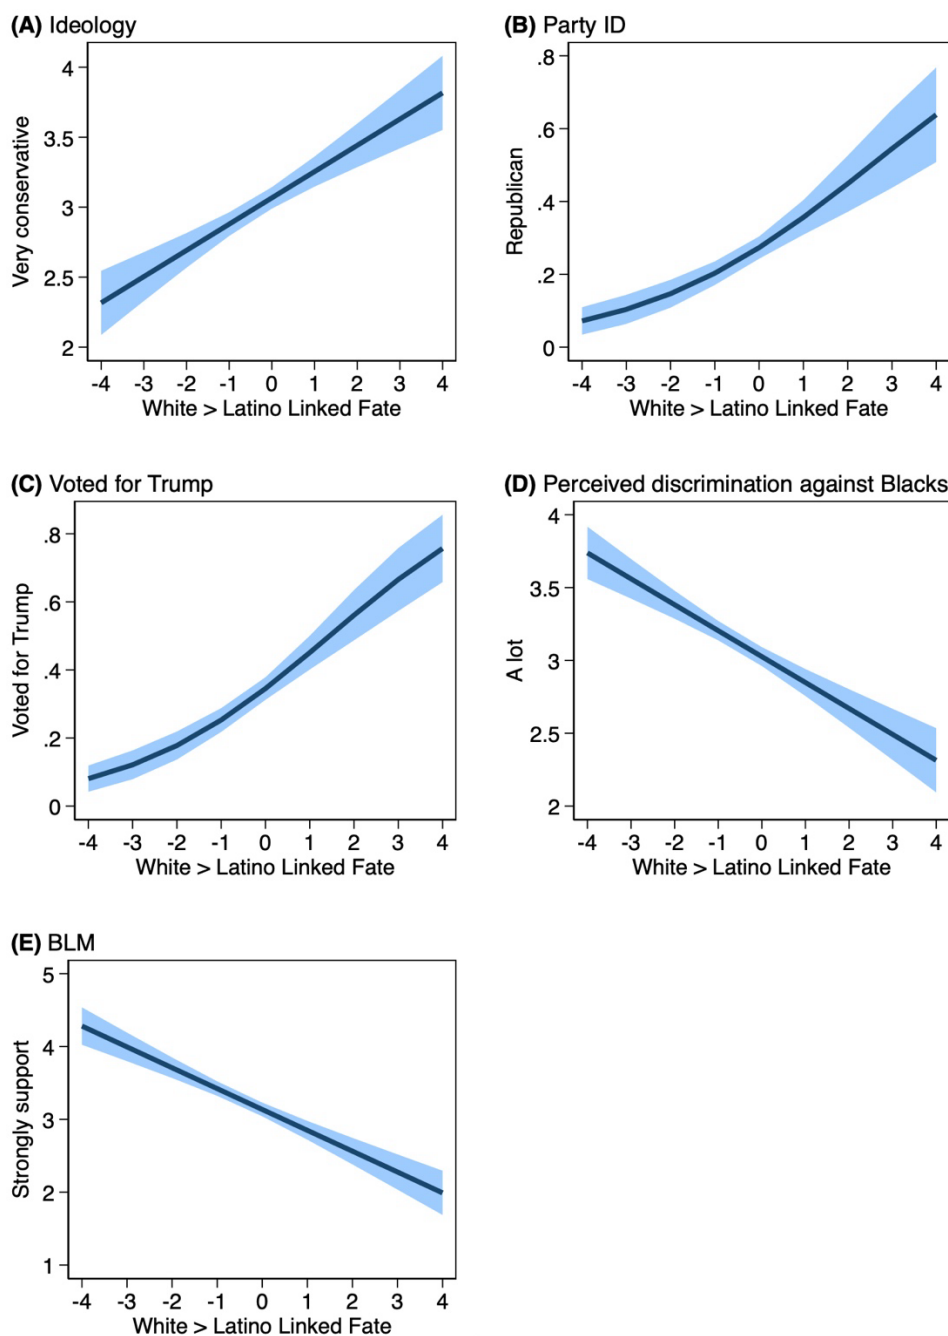 (A) Ideology
Very conservative
4
3.5
3
2.5
2
-4 -3 -2 -1 0 1 2 3 4
White > Latino Linked Fate
(B) Party ID
Republican
.8
.6
.4
.2
0
-4 -3 -2 -1 0 1 2 3 4
White > Latino Linked Fate
(C) Voted for Trump
Voted for Trump
.8
.6
.4
.2
0
-4 -3 -2 -1 0 1 2 3 4
White > Latino Linked Fate
(D) Perceived discrimination against Blacks
A lot
4
3.5
3
2.5
2
-4 -3 -2 -1 0 1 2 3 4
White > Latino Linked Fate
(E) BLM
Strongly support
5
4
3
2
1
-4 -3 -2 -1 0 1 2 3 4
White > Latino Linked Fate